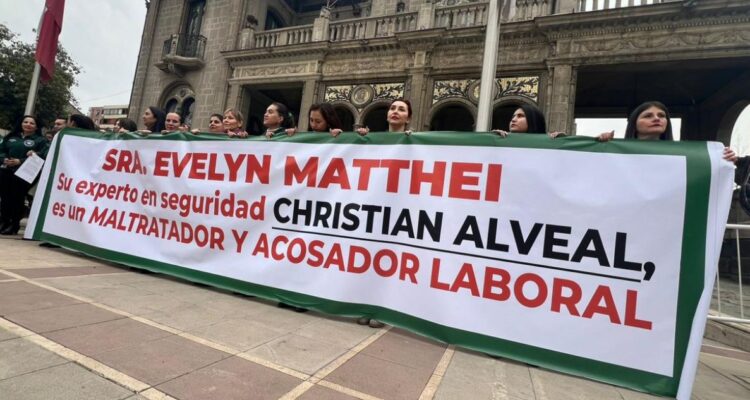 SRA. EVELYN MATTHEI
Su experto en seguridad CHRISTIAN ALVEAL,
es un MALTRATADOR Y ACOSADOR LABORAL